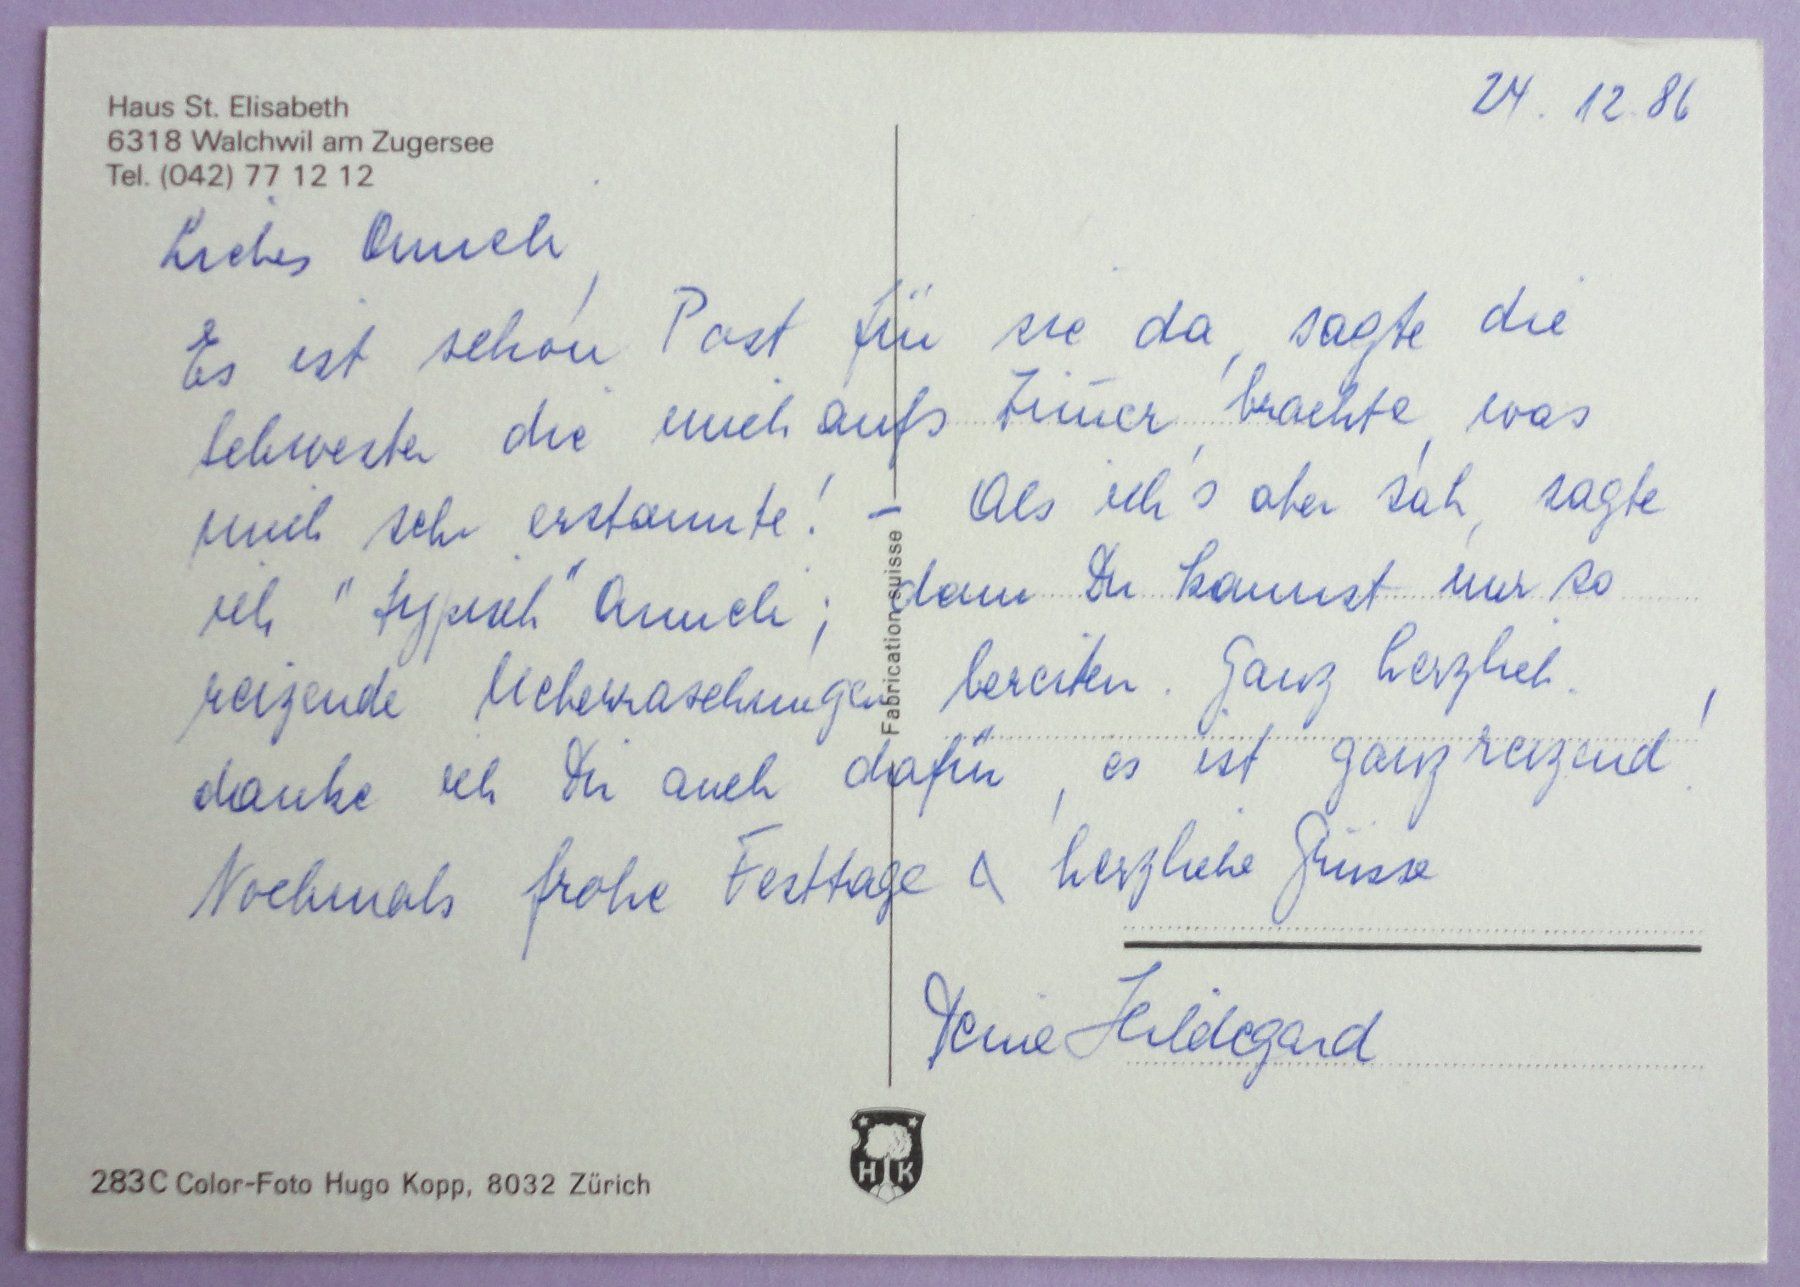 Haus St. Elisabeth
6318 Walchwil am Zugersee
Tel. (042) 77 12 12
24. 12. 86
Liebes Annueli,
Es ist schon Post für sie da, sagte die
Schwester die mich aufs Zim̄er brachte, was
mich sehr erstaunte! – Als ich's aber sah, sagte
ich "typisch" Annueli; denn Du kannst nur so
reizende Ueberraschungen bereiten. Ganz herzlich
danke ich Dir auch dafür, es ist ganz reizend!
Nochmals frohe Festtage & herzliche Grüsse
Deine Hildegard
Fabrication suisse
HK
283C Color-Foto Hugo Kopp, 8032 Zürich